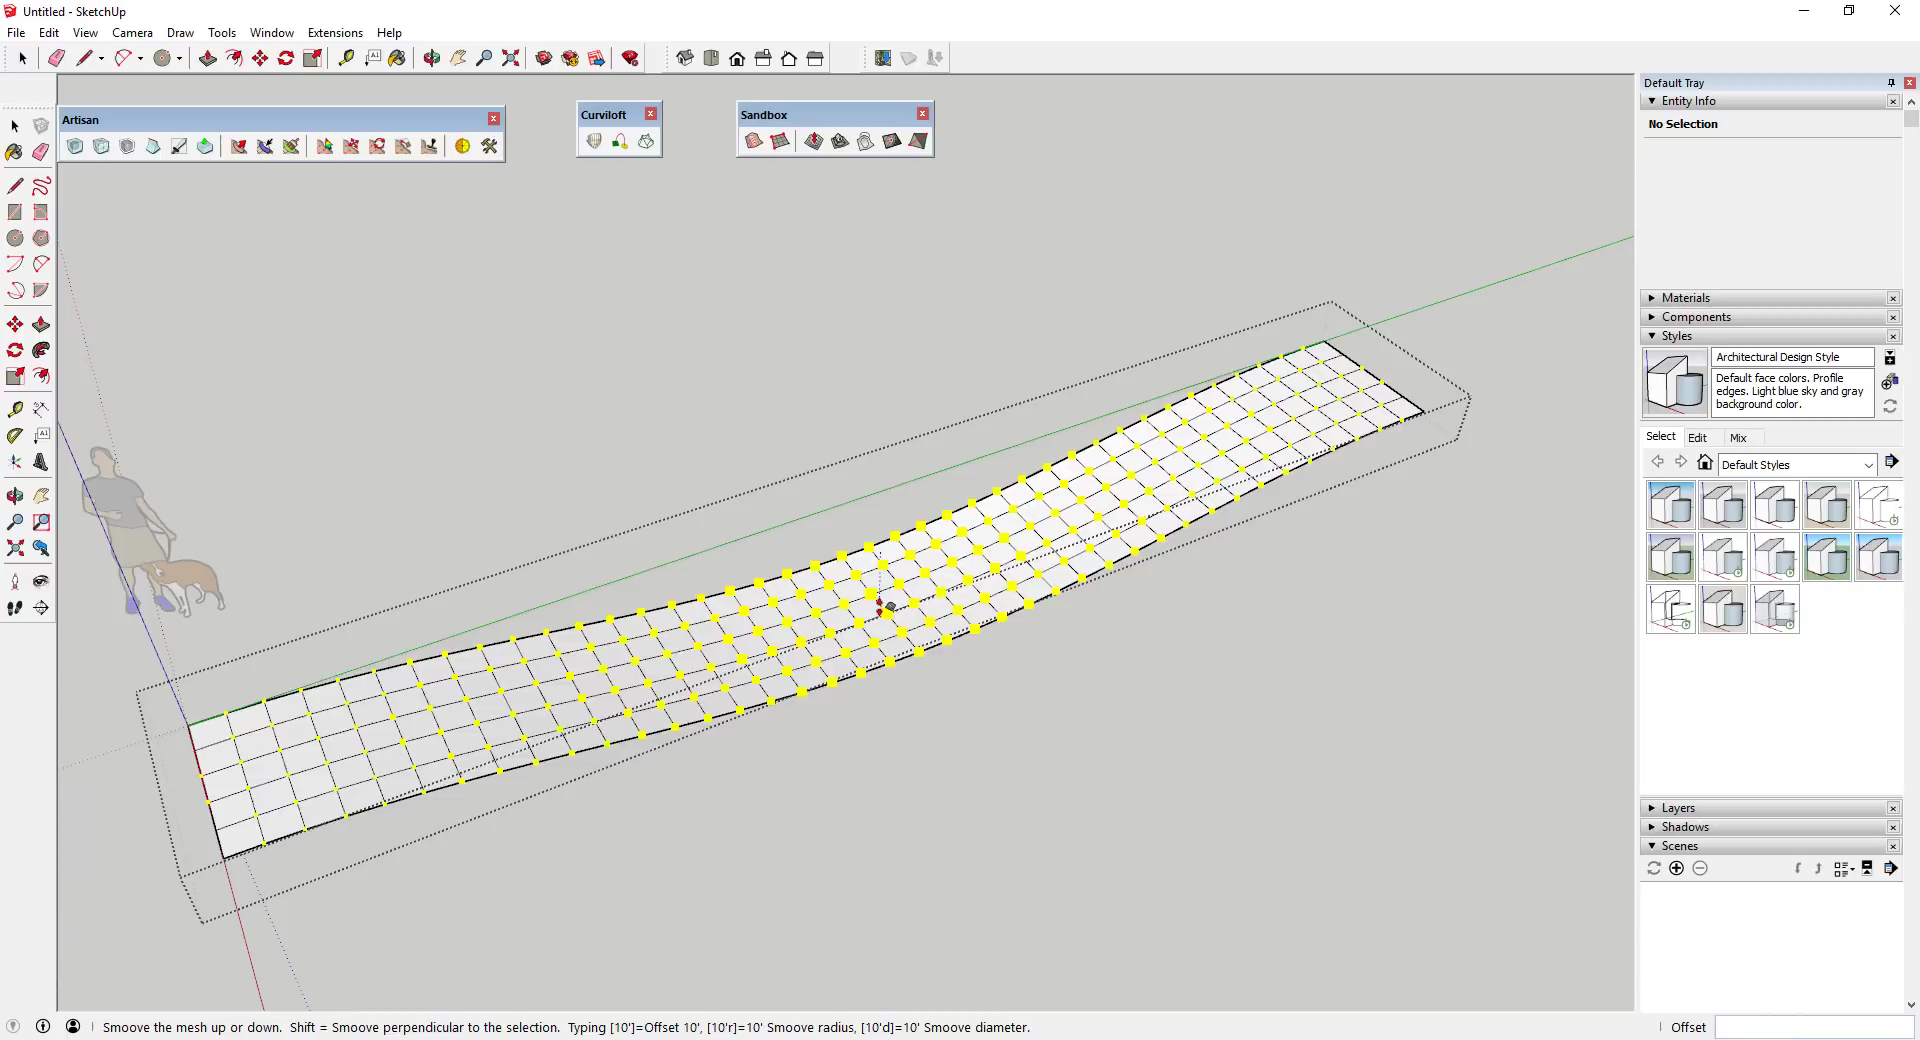 Untitled - SketchUp
File Edit View Camera Draw Tools Window Extensions Help
Default Tray
Entity Info
No Selection
Artisan
Curviloft
Sandbox
Materials
Components
Styles
Architectural Design Style
Default face colors. Profile
edges. Light blue sky and gray
background color.
Select Edit Mix
Default Styles
Layers
Shadows
Scenes
Smoove the mesh up or down. Shift = Smoove perpendicular to the selection. Typing [10']=Offset 10', [10'r]=10' Smoove radius, [10'd]=10' Smoove diameter.
Offset